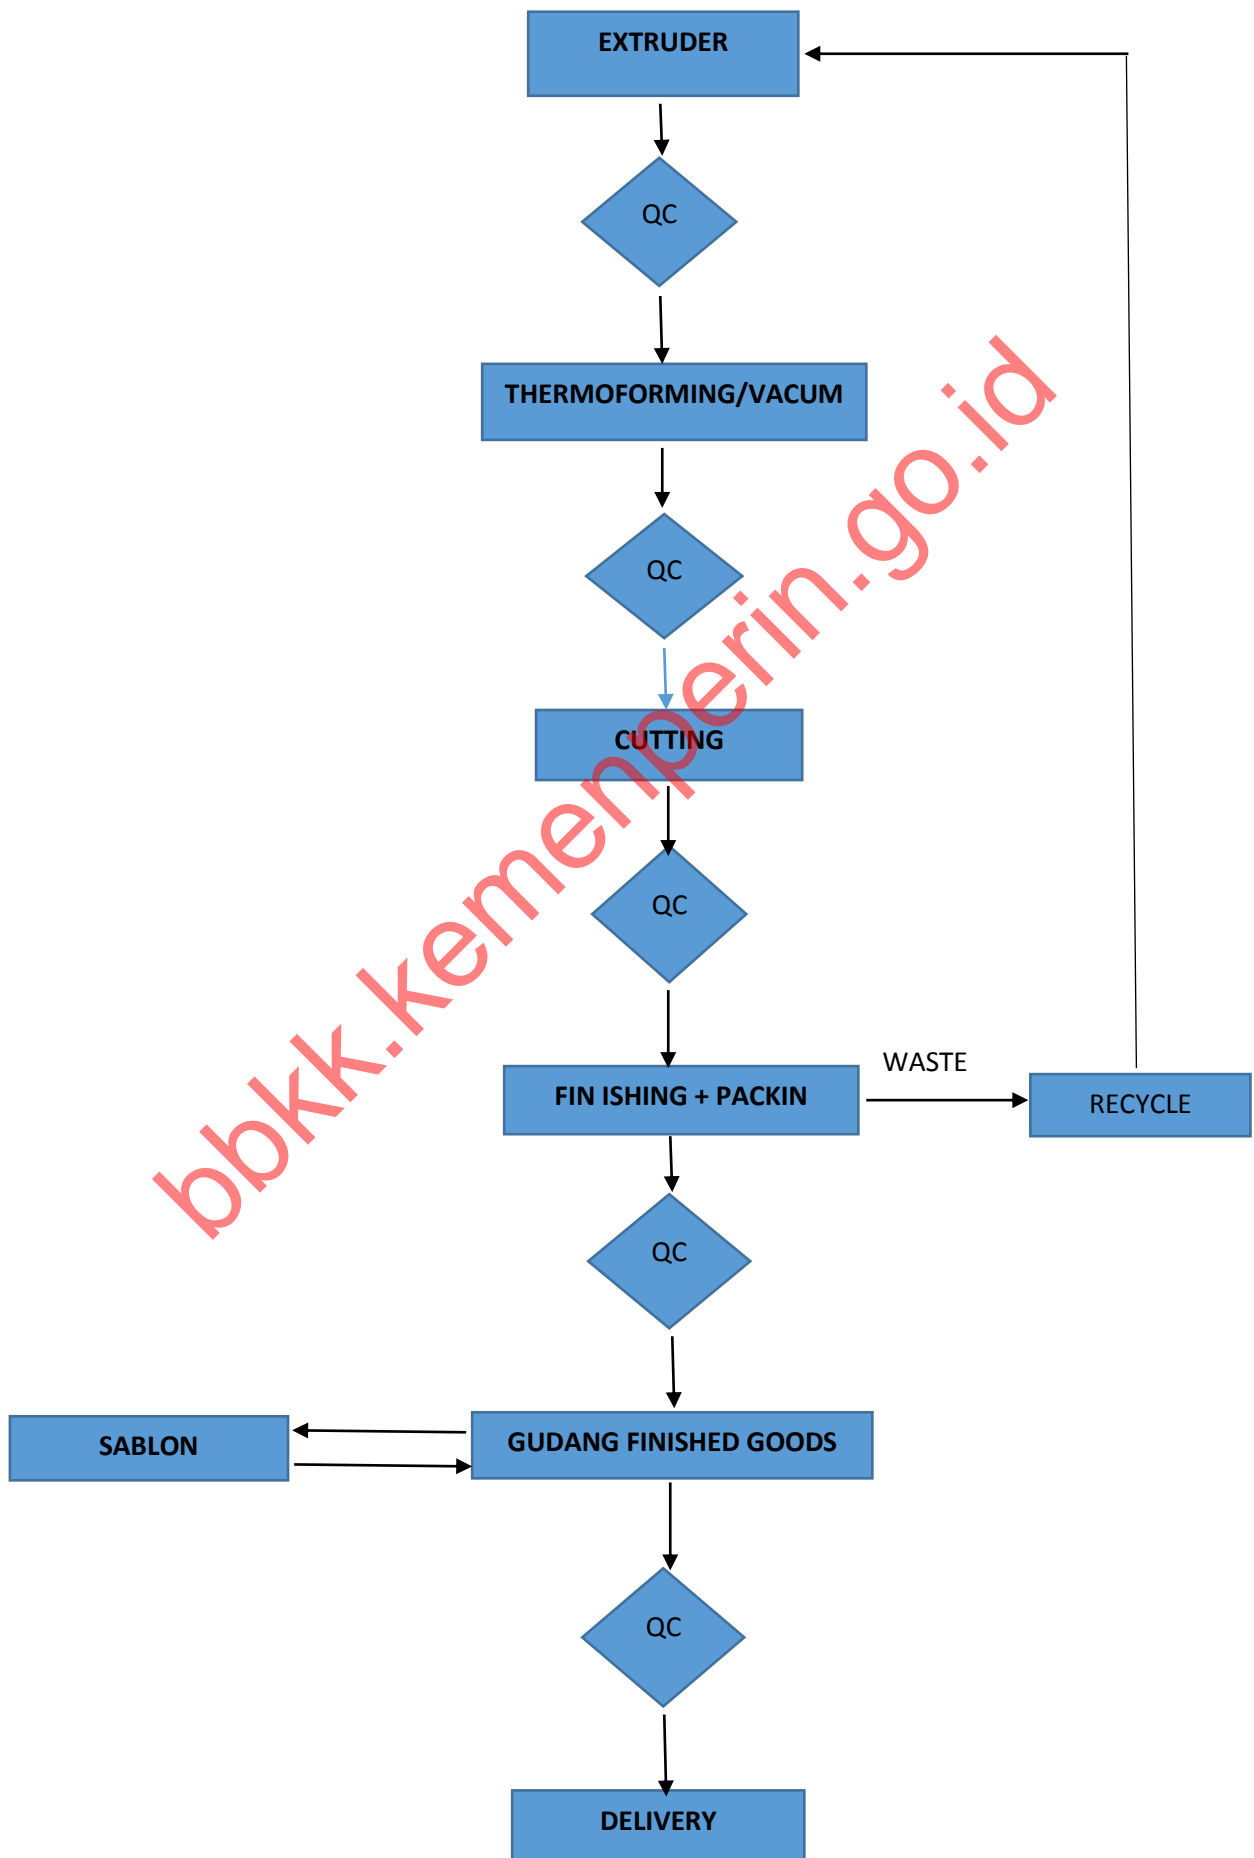 EXTRUDER
QC
THERMOFORMING/VACUM
QC
CUTTING
QC
FIN ISHING + PACKIN
WASTE
RECYCLE
QC
SABLON
GUDANG FINISHED GOODS
QC
DELIVERY
bbkk.kemenperin.go.id